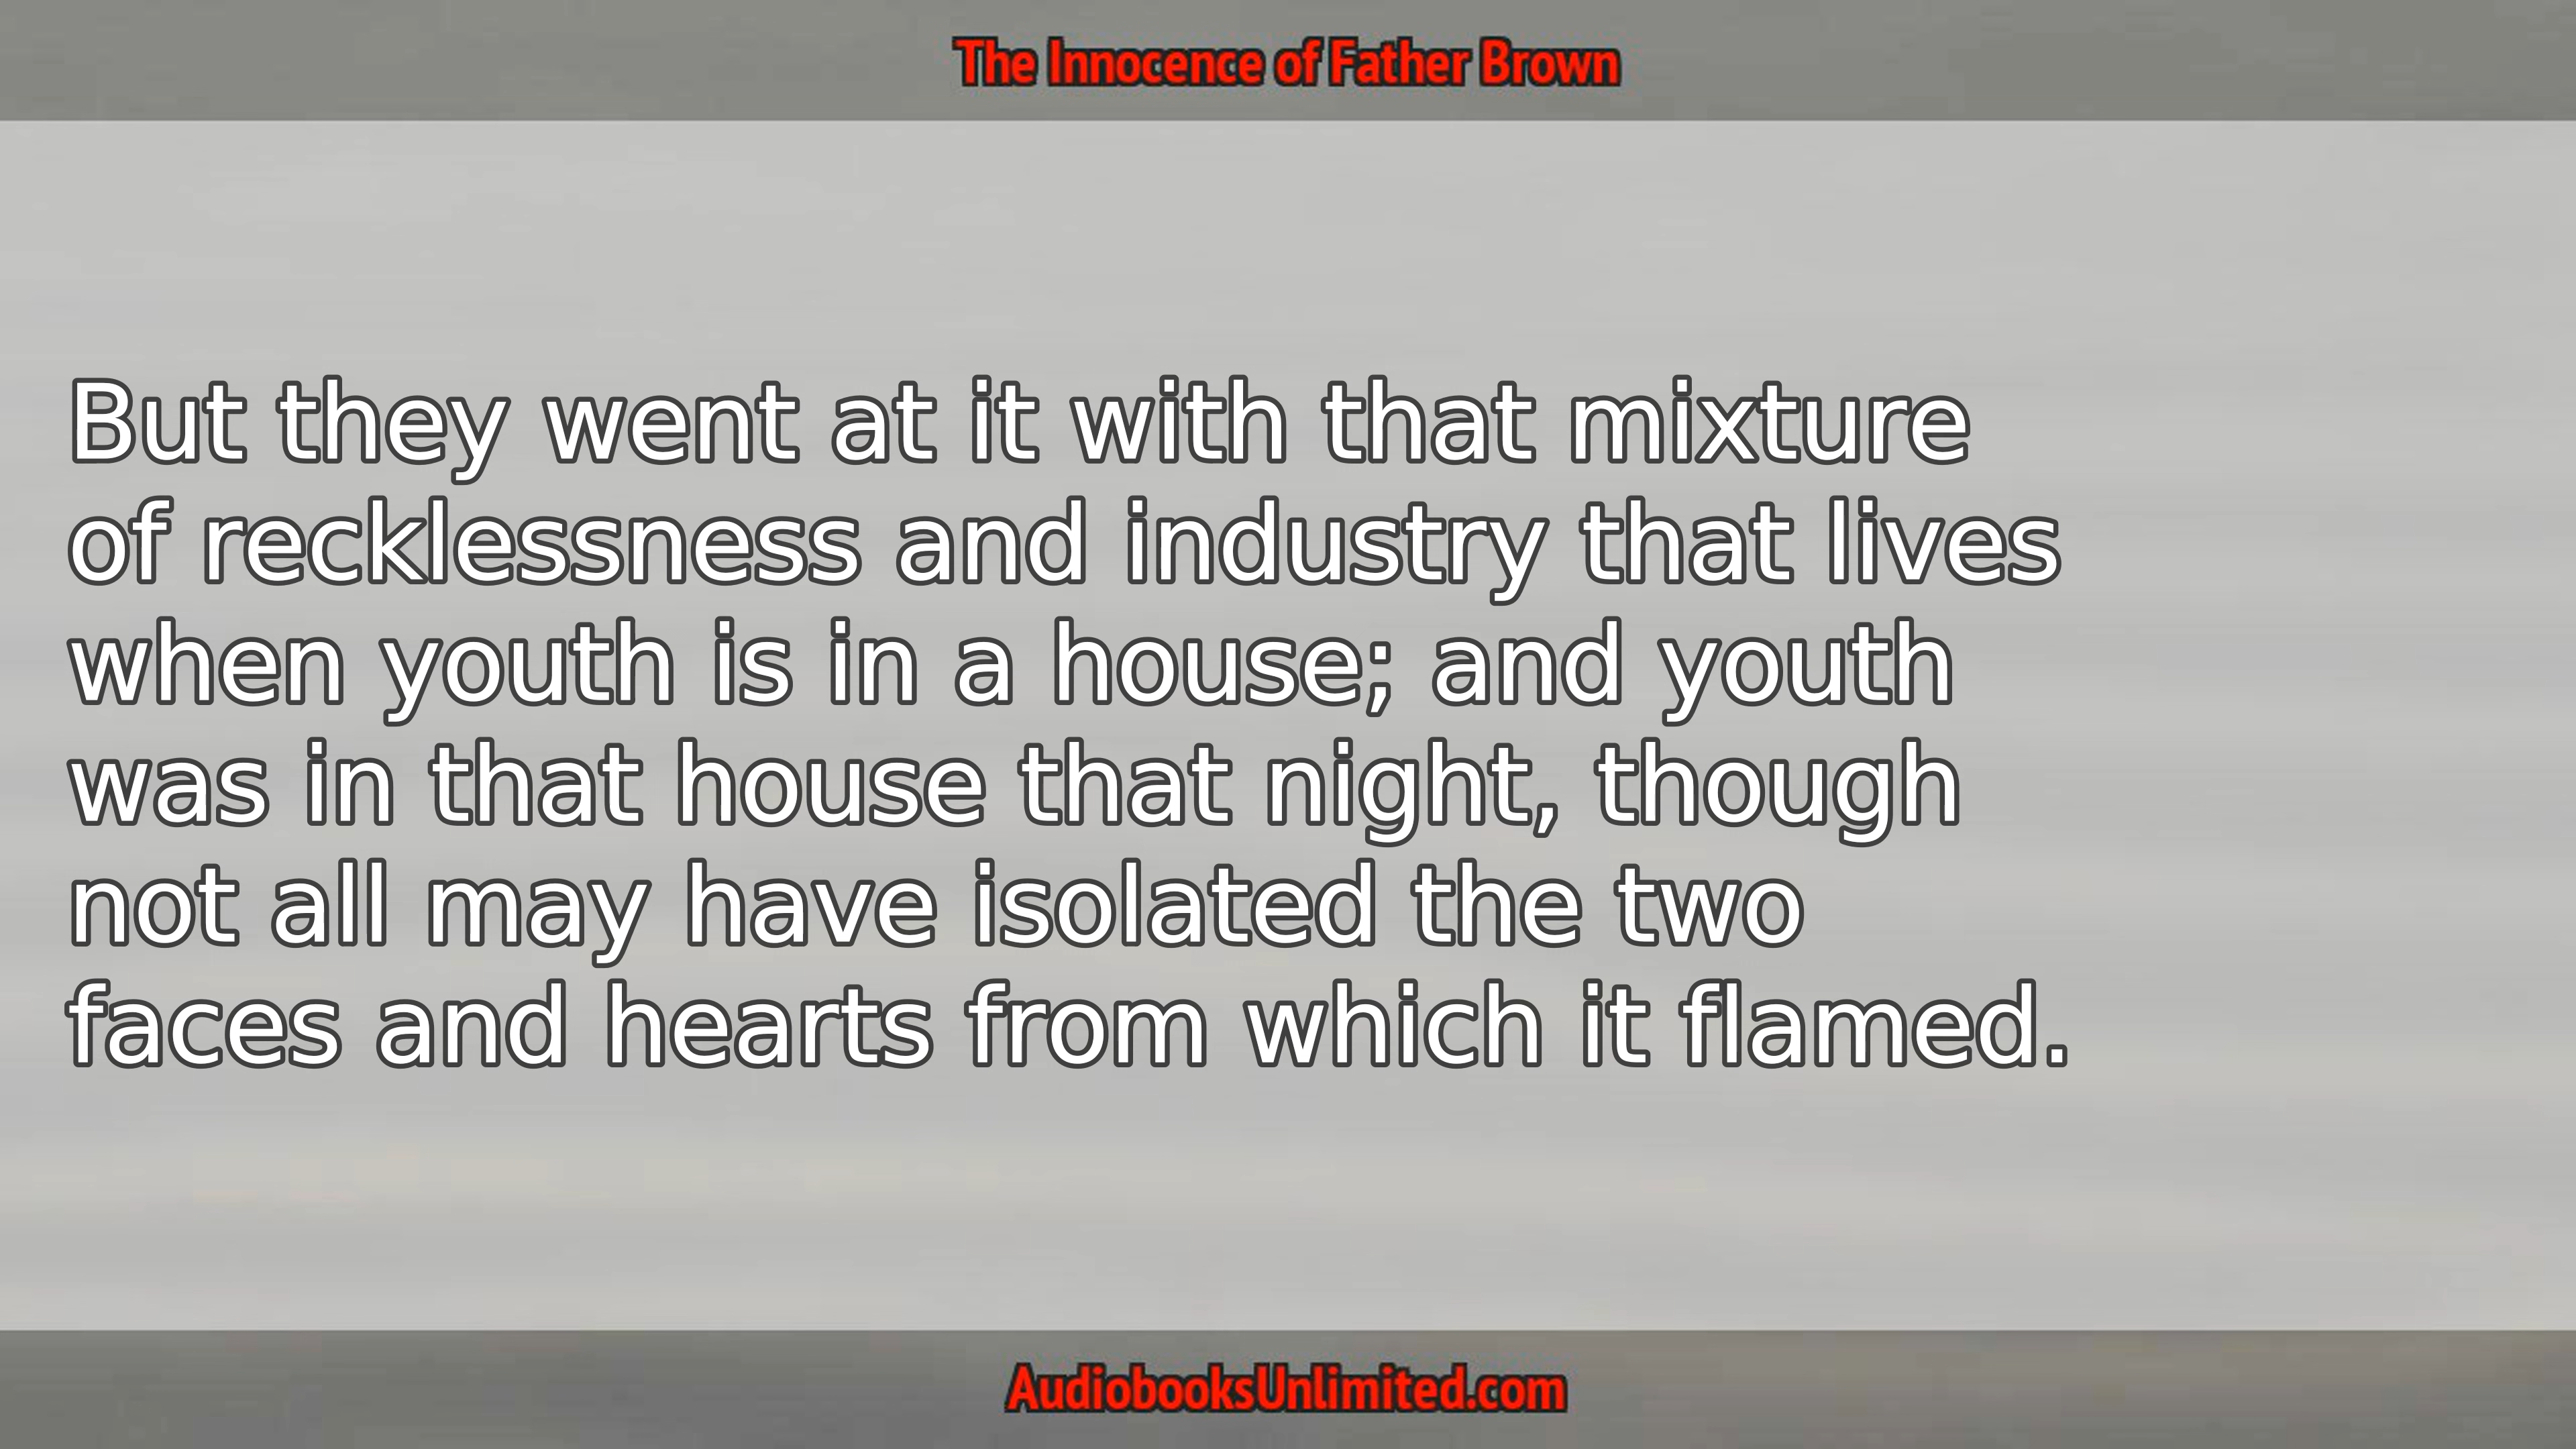 The Innocence of Father Brown
But they went at it with that mixture
of recklessness and industry that lives
when youth is in a house; and youth
was in that house that night, though
not all may have isolated the two
faces and hearts from which it flamed.
AudiobooksUnlimited.com